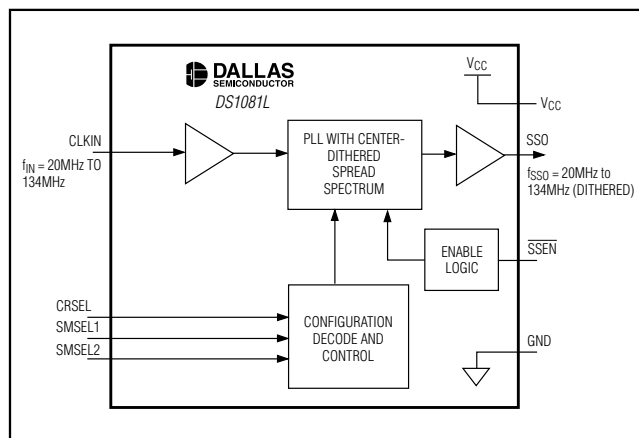 DALLAS
SEMICONDUCTOR
DS1081L
VCC
VCC
CLKIN
fIN = 20MHz TO
134MHz
PLL WITH CENTER-
DITHERED
SPREAD
SPECTRUM
SSO
fSSO = 20MHz to
134MHz (DITHERED)
ENABLE
LOGIC
SSEN
CRSEL
SMSEL1
SMSEL2
CONFIGURATION
DECODE AND
CONTROL
GND